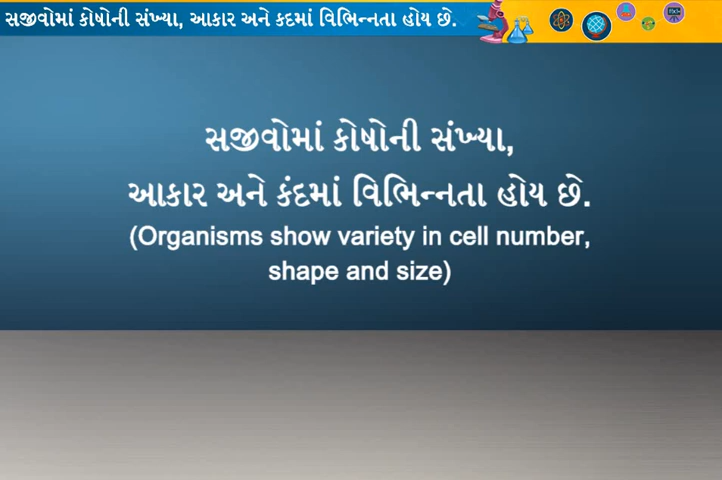 સજીવોમાં કોષોની સંખ્યા, આકાર અને કદમાં વિભિન્નતા હોય છે.
સજીવોમાં કોષોની સંખ્યા,
આકાર અને કંદમાં વિભિન્નતા હોય છે.
(Organisms show variety in cell number,
shape and size)